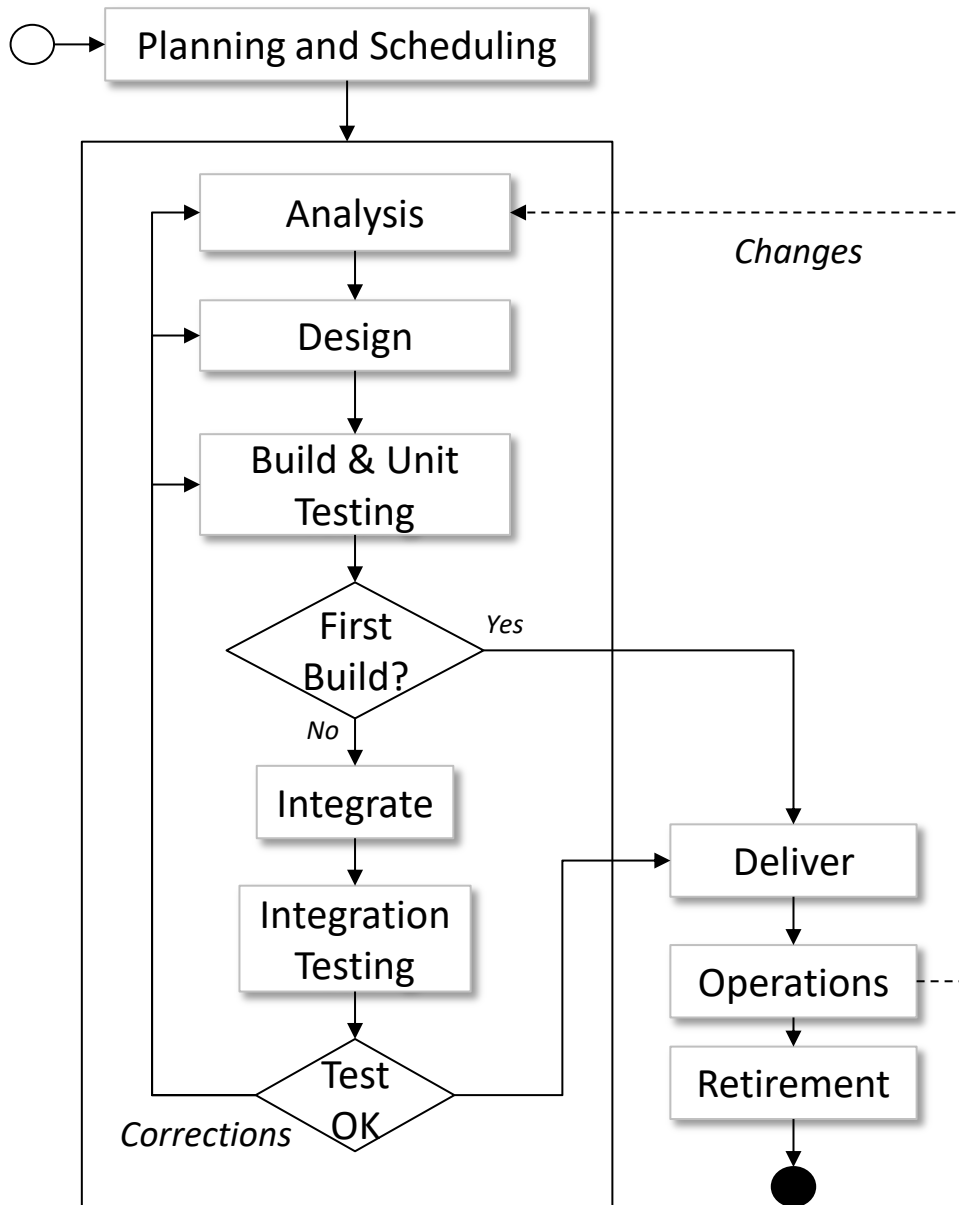 Planning and Scheduling
Analysis
Changes
Design
Build & Unit
Testing
First
Build?
Yes
No
Integrate
Deliver
Integration
Testing
Operations
Test
OK
Corrections
Retirement